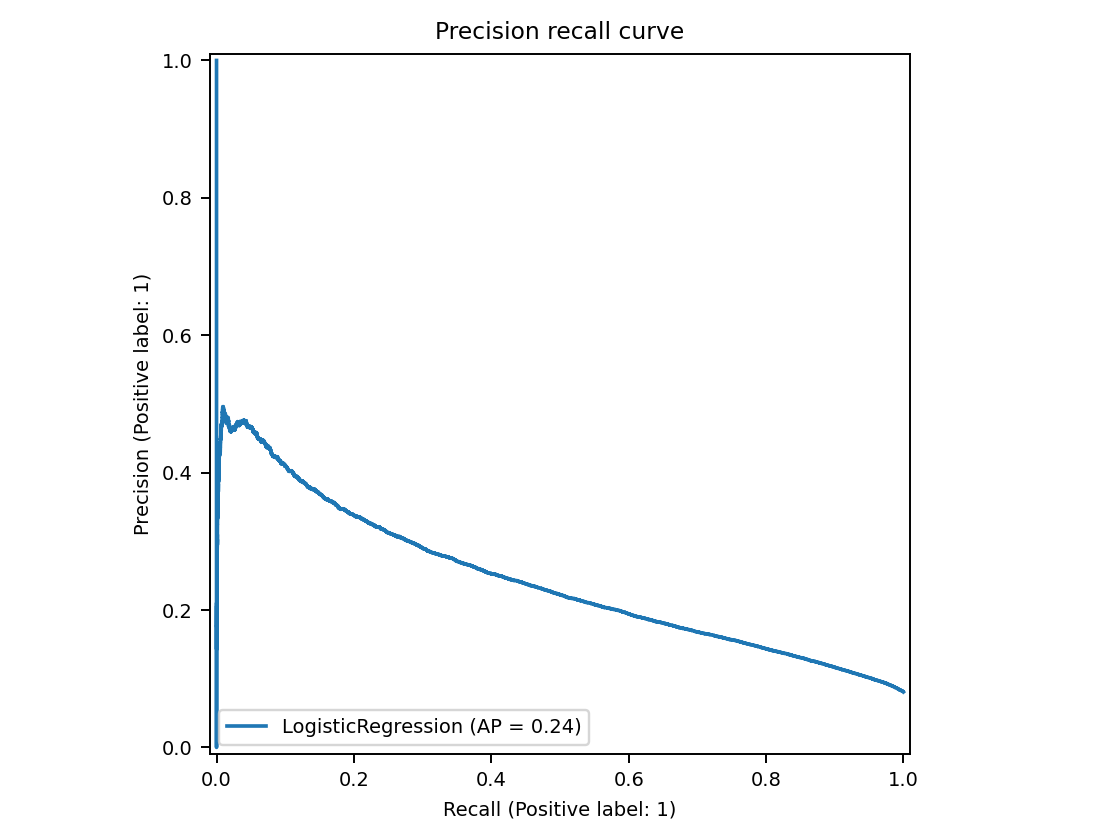 Precision recall curve
1.0
0.8
0.6
0.4
0.2
0.0
Precision (Positive label: 1)
LogisticRegression (AP = 0.24)
0.0 0.2 0.4 0.6 0.8 1.0
Recall (Positive label: 1)